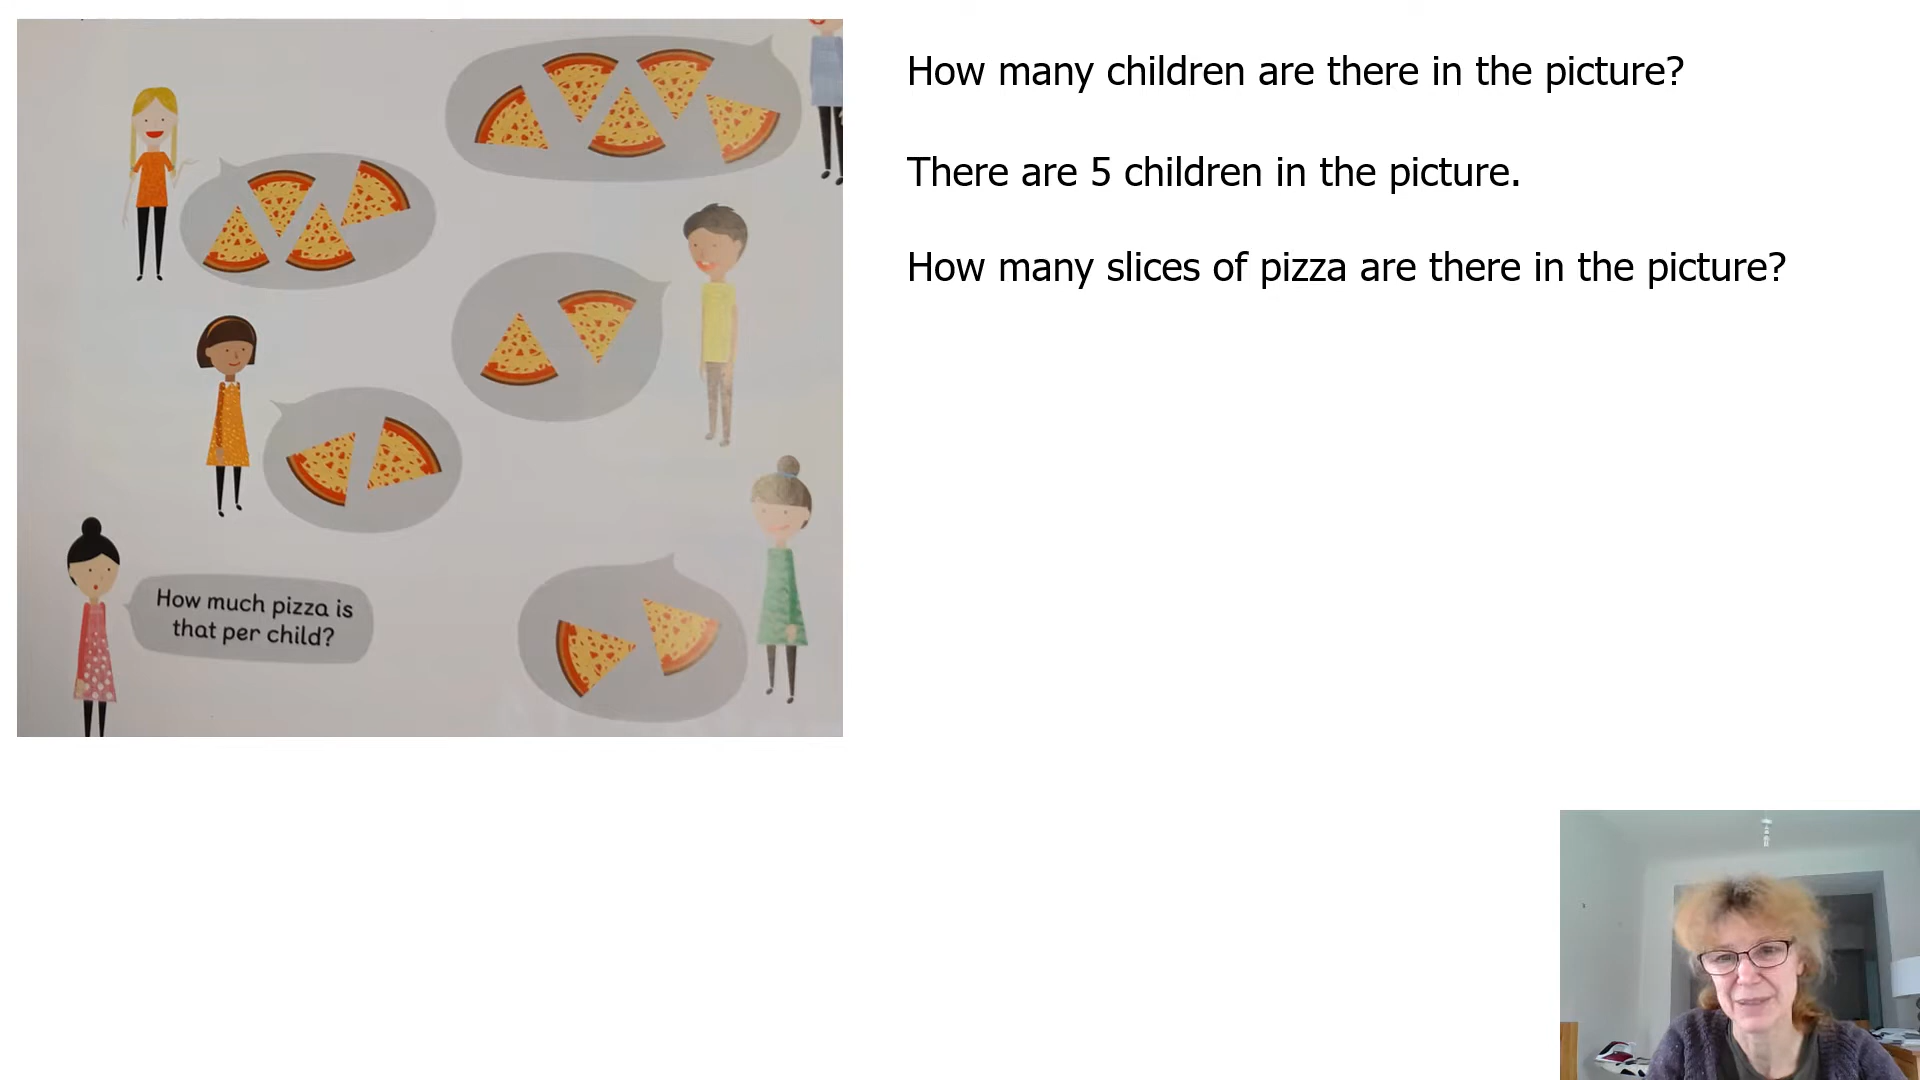 How many children are there in the picture?
There are 5 children in the picture.
How many slices of pizza are there in the picture?
How much pizza is
that per child?